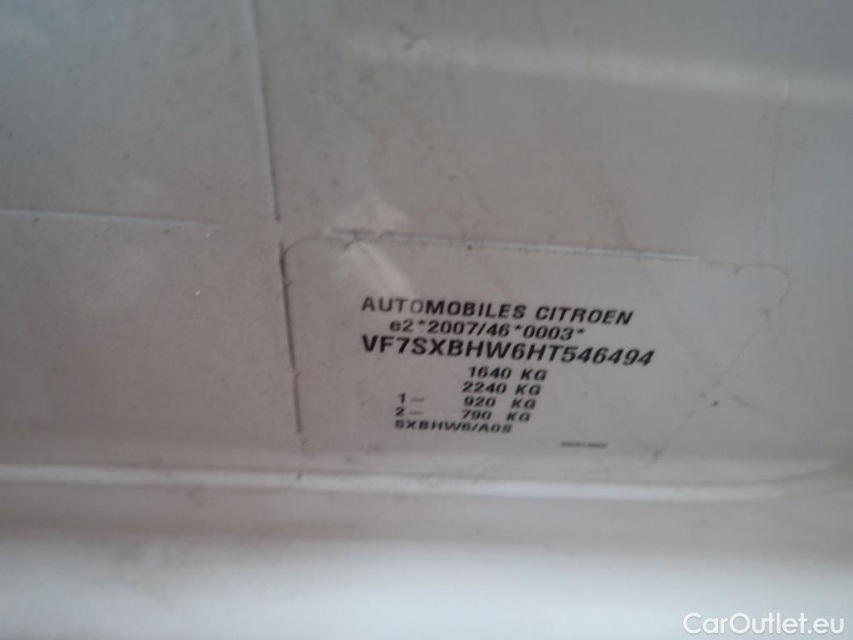 AUTOMOBILES CITROEN
e2*2007/46*0003*
VF7SXBHW6HT546494
1640 KG
2240 KG
1- 920 KG
2- 790 KG
SXBHW6/A0S
CarOutlet.eu